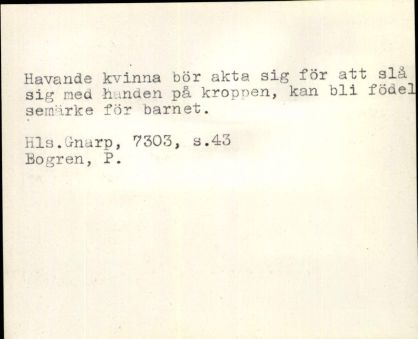 Havande kvinna bör akta sig för att slå
sig med handen på kroppen, kan bli födel
semärke för barnet.
Hls.Gnarp, 7303, s.43
Bogren, P.